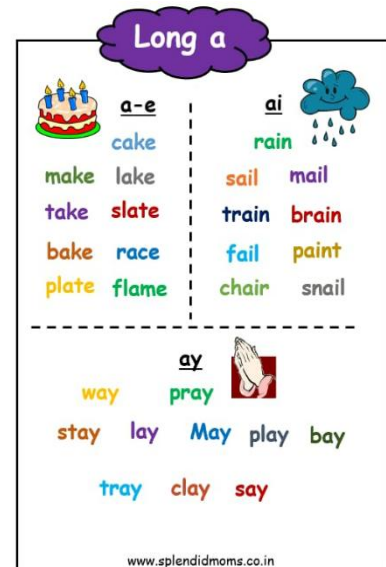 Long a
a-e
cake
make lake
take slate
bake race
plate flame
ai
rain
sail mail
train brain
fail paint
chair snail
ay
way pray
stay lay May play bay
tray clay say
www.splendidmoms.co.in